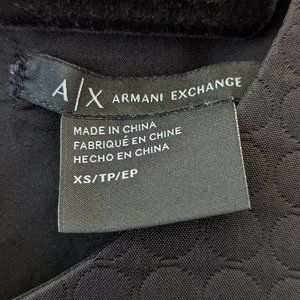 A|X ARMANI EXCHANGE
MADE IN CHINA
FABRIQUÉ EN CHINE
HECHO EN CHINA
XS/TP/EP